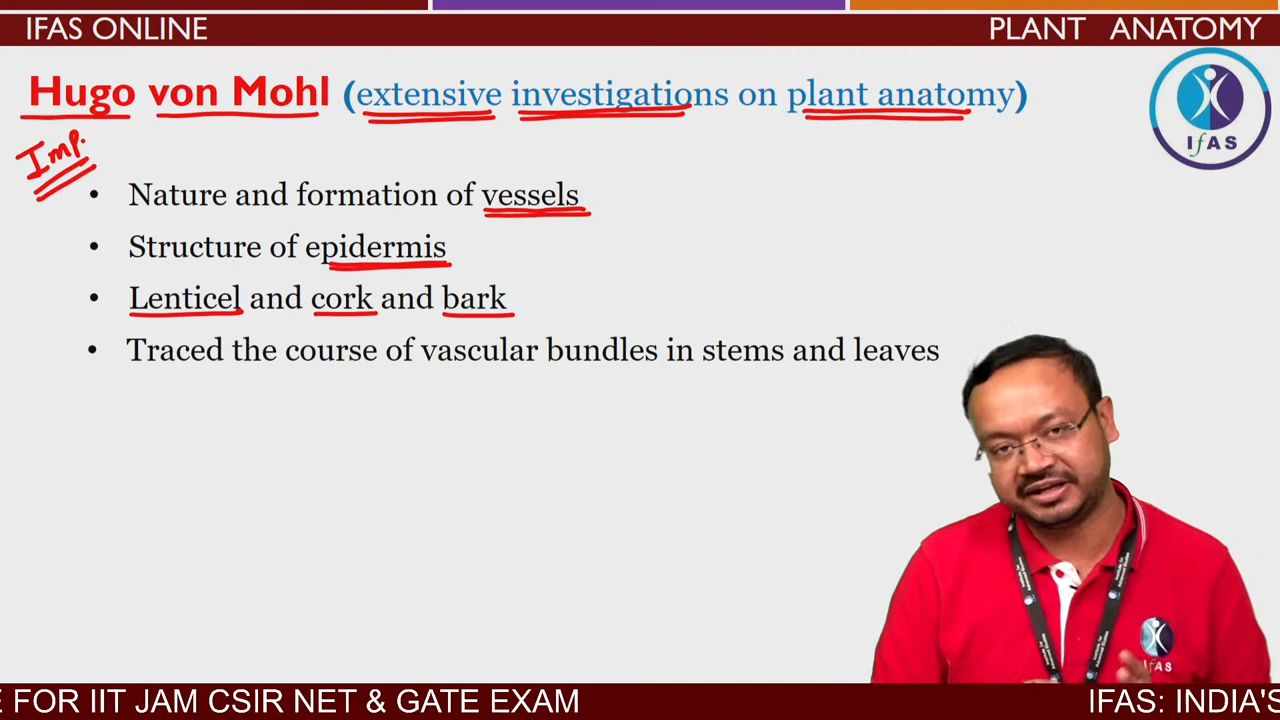 IFAS ONLINE
PLANT ANATOMY
Hugo von Mohl (extensive investigations on plant anatomy)
IfAS
Imp.
• Nature and formation of vessels
• Structure of epidermis
• Lenticel and cork and bark
• Traced the course of vascular bundles in stems and leaves
IfAS
E FOR IIT JAM CSIR NET & GATE EXAM
IFAS: INDIA'S